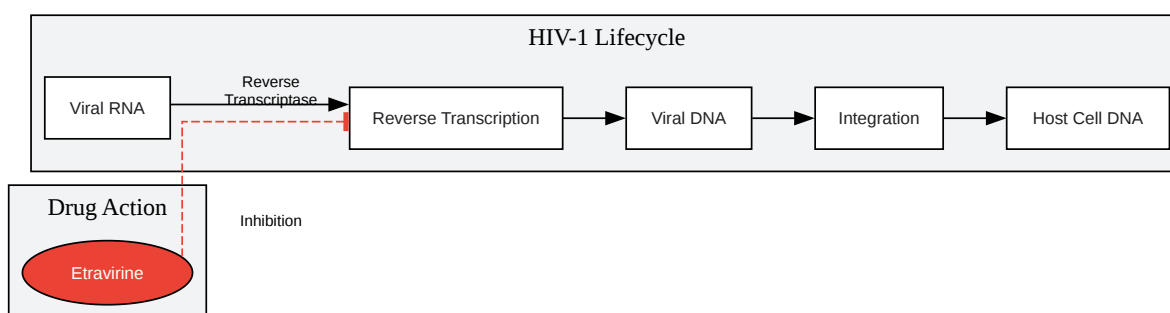 HIV-1 Lifecycle
Viral RNA
Reverse
Transcriptase
Reverse Transcription
Viral DNA
Integration
Host Cell DNA
Drug Action
Inhibition
Etravirine